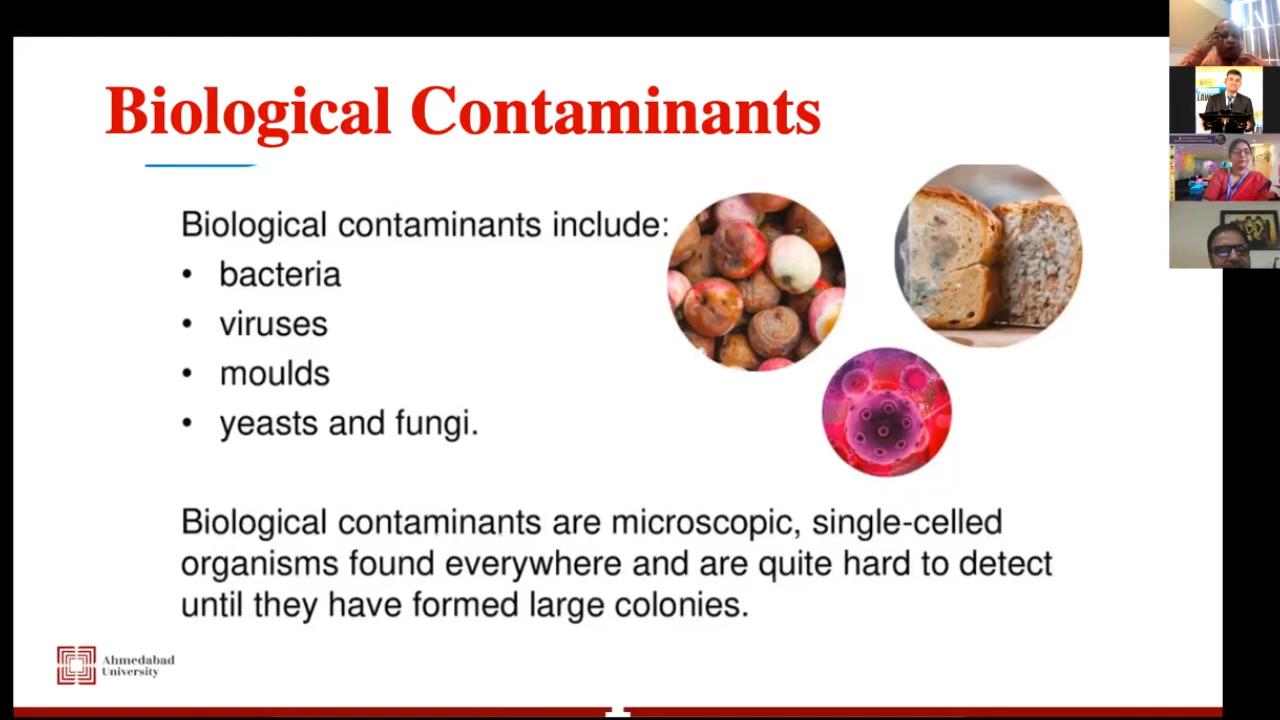 Biological Contaminants
Biological contaminants include:
• bacteria
• viruses
• moulds
• yeasts and fungi.
Biological contaminants are microscopic, single-celled
organisms found everywhere and are quite hard to detect
until they have formed large colonies.
Ahmedabad
University
LAW